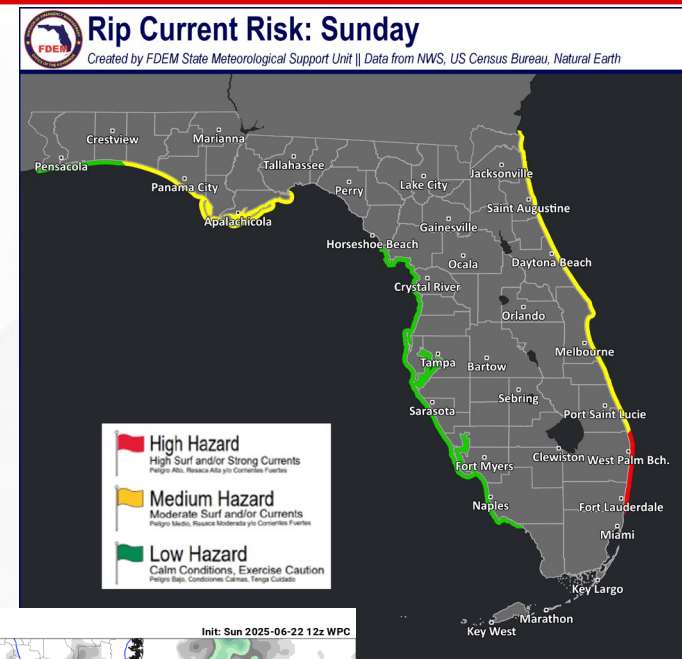 Rip Current Risk: Sunday
Created by FDEM State Meteorological Support Unit || Data from NWS, US Census Bureau, Natural Earth
FDEM
Crestview
Marianna
Pensacola
Tallahassee
Panama City
Apalachicola
Perry
Lake City
Jacksonville
Saint Augustine
Gainesville
Horseshoe Beach
Ocala
Daytona Beach
Crystal River
Orlando
Melbourne
Tampa
Bartow
Sebring
Sarasota
Port Saint Lucie
Fort Myers
Clewiston
West Palm Bch.
Naples
Fort Lauderdale
Miami
Key Largo
Marathon
Key West
High Hazard
High Surf and/or Strong Currents
Peligro Alto, Resaca Alta y/o Corrientes Fuertes
Medium Hazard
Moderate Surf and/or Currents
Peligro Medio, Resaca Moderada y/o Corrientes Fuertes
Low Hazard
Calm Conditions, Exercise Caution
Peligro Bajo, Condiciones Calmas, Tenga Cuidado
Init: Sun 2025-06-22 12z WPC